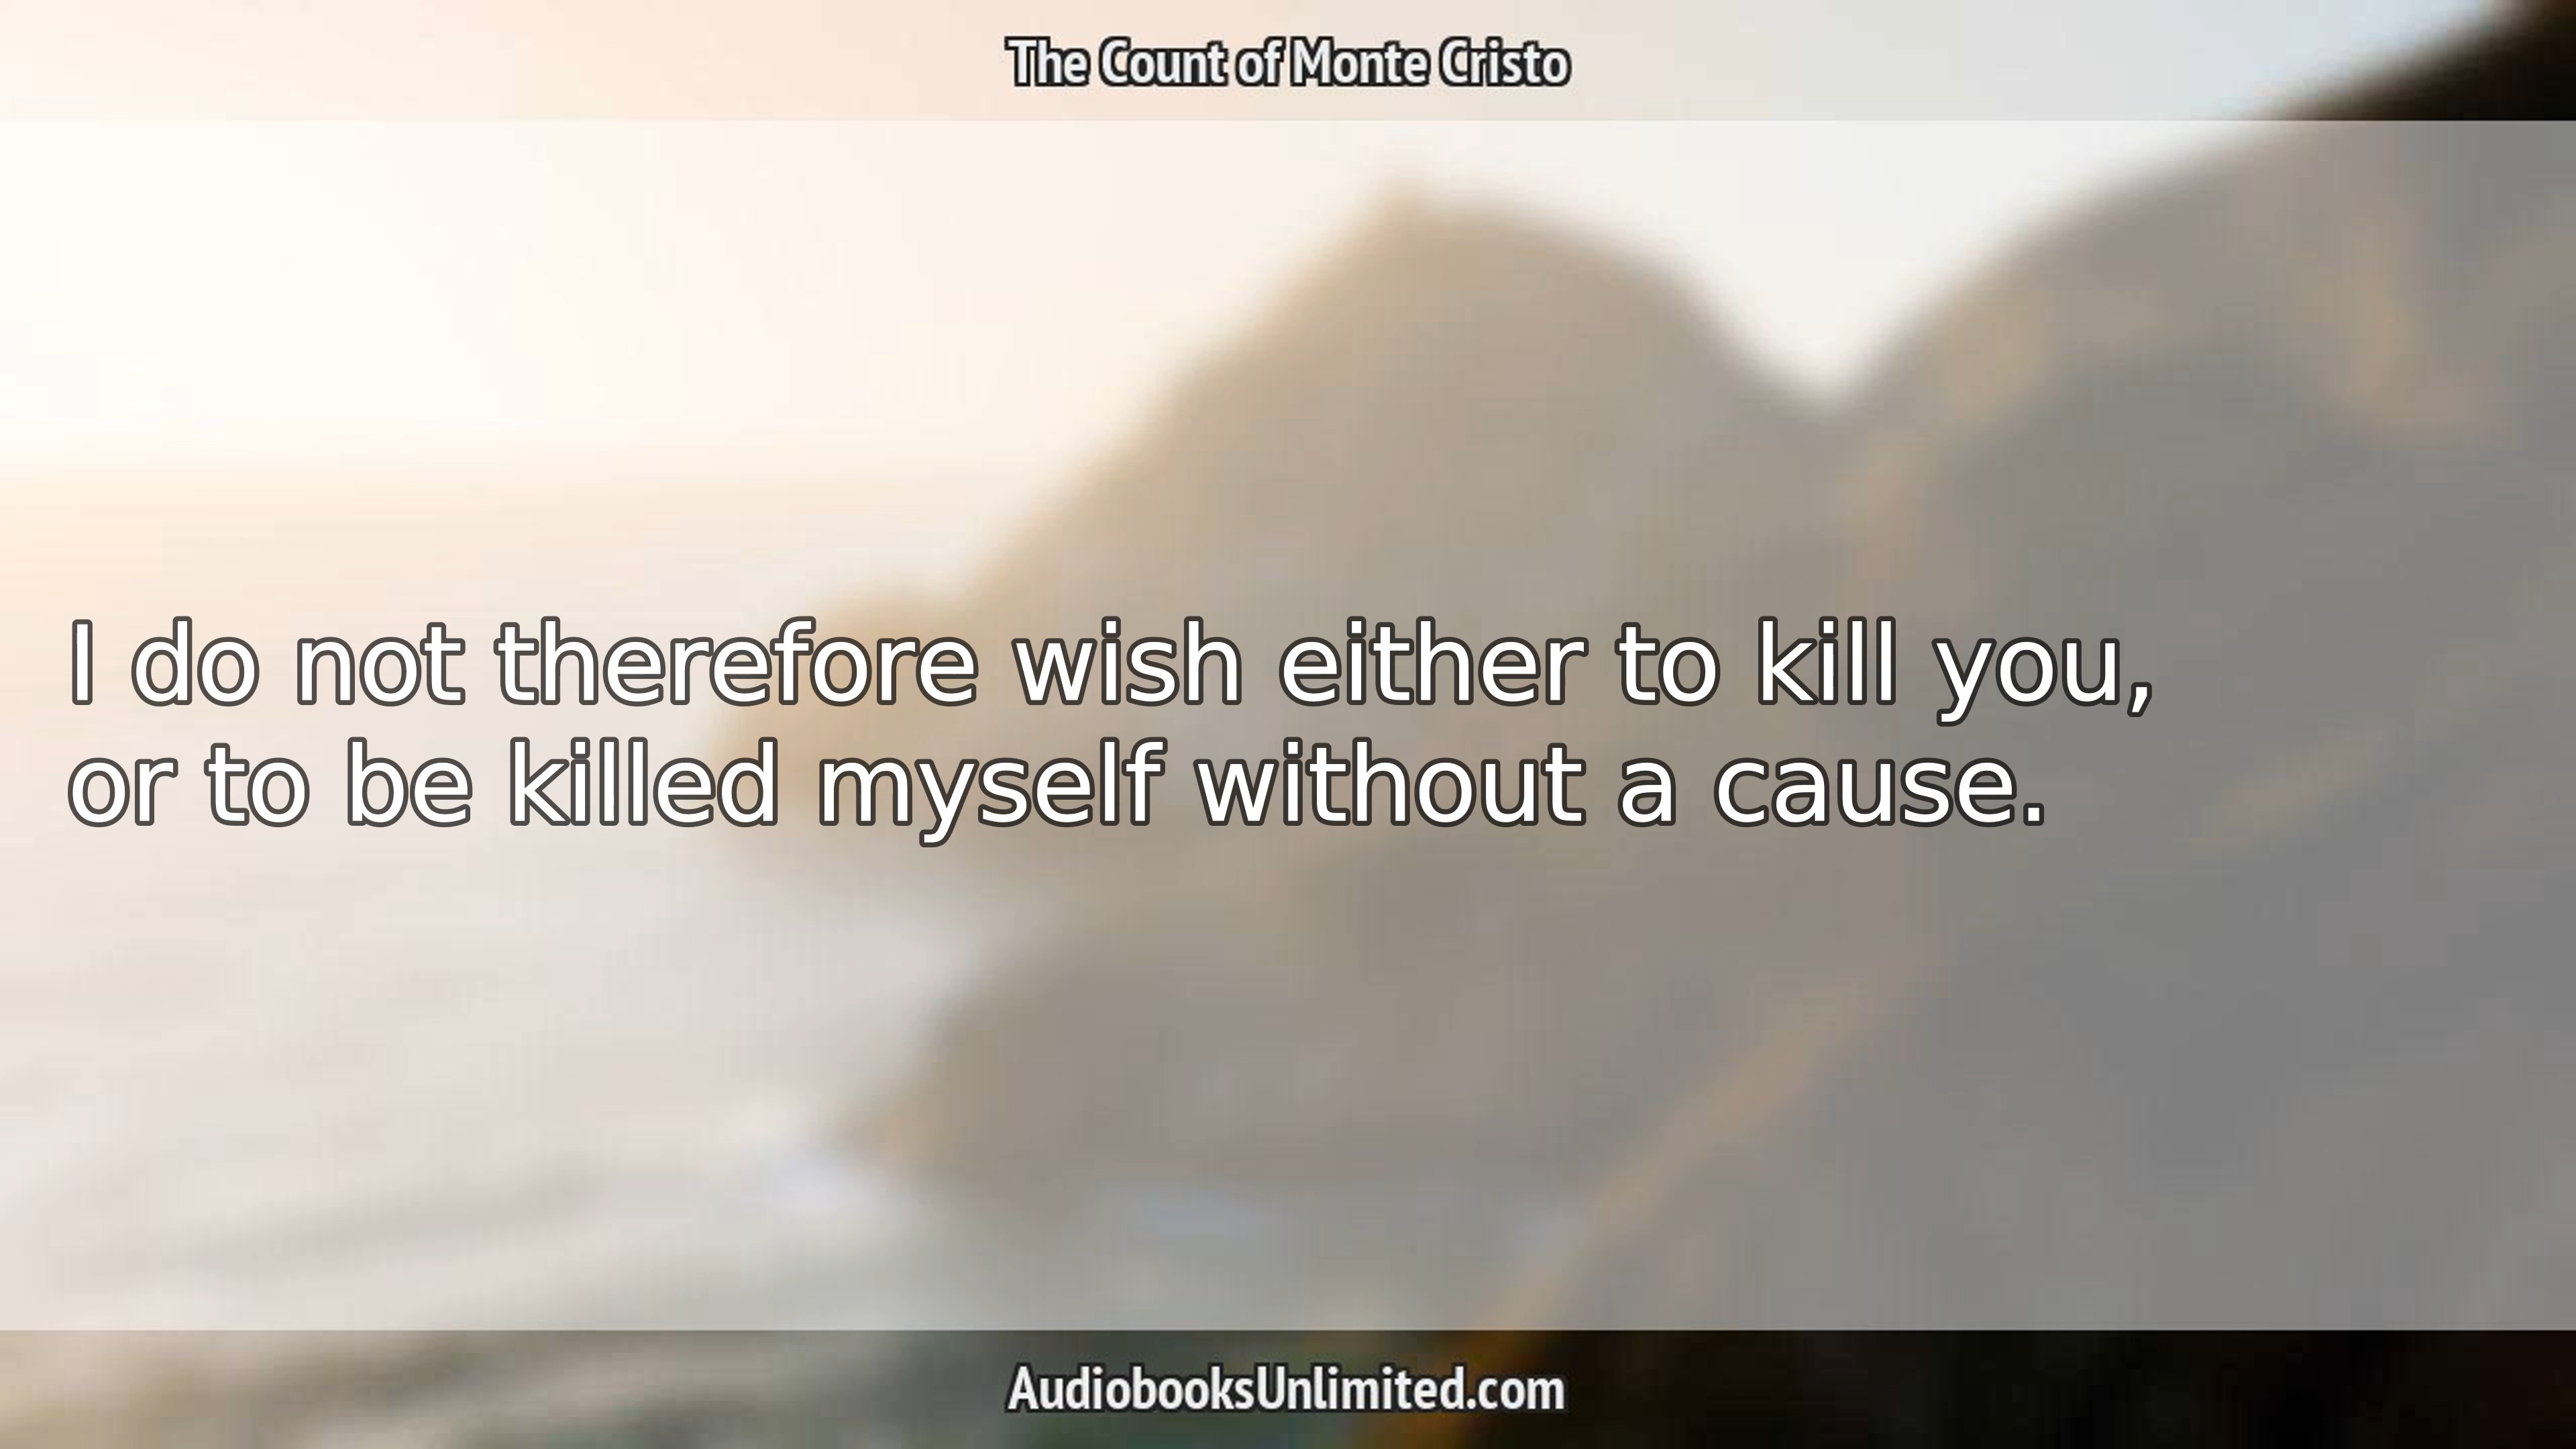 The Count of Monte Cristo
I do not therefore wish either to kill you,
or to be killed myself without a cause.
AudiobooksUnlimited.com